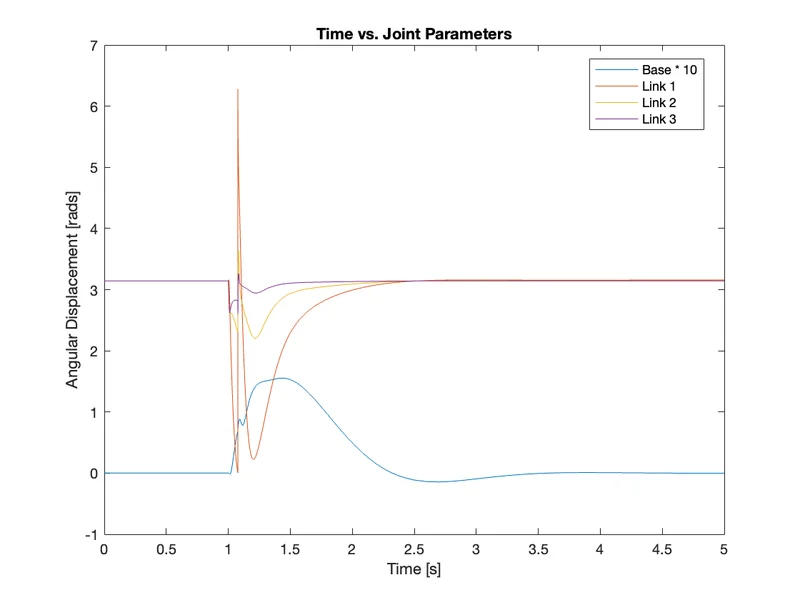 Time vs. Joint Parameters
7
6
5
4
3
2
1
0
-1
Angular Displacement [rads]
Base * 10
Link 1
Link 2
Link 3
0 0.5 1 1.5 2 2.5 3 3.5 4 4.5 5
Time [s]